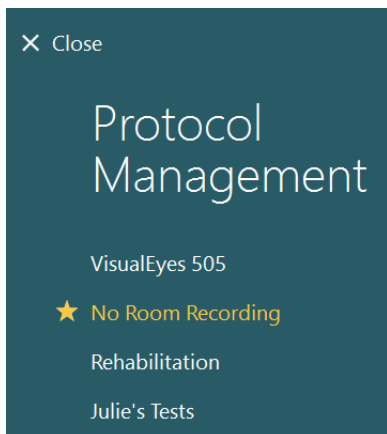 Close
Protocol
Management
VisualEyes 505
No Room Recording
Rehabilitation
Julie's Tests